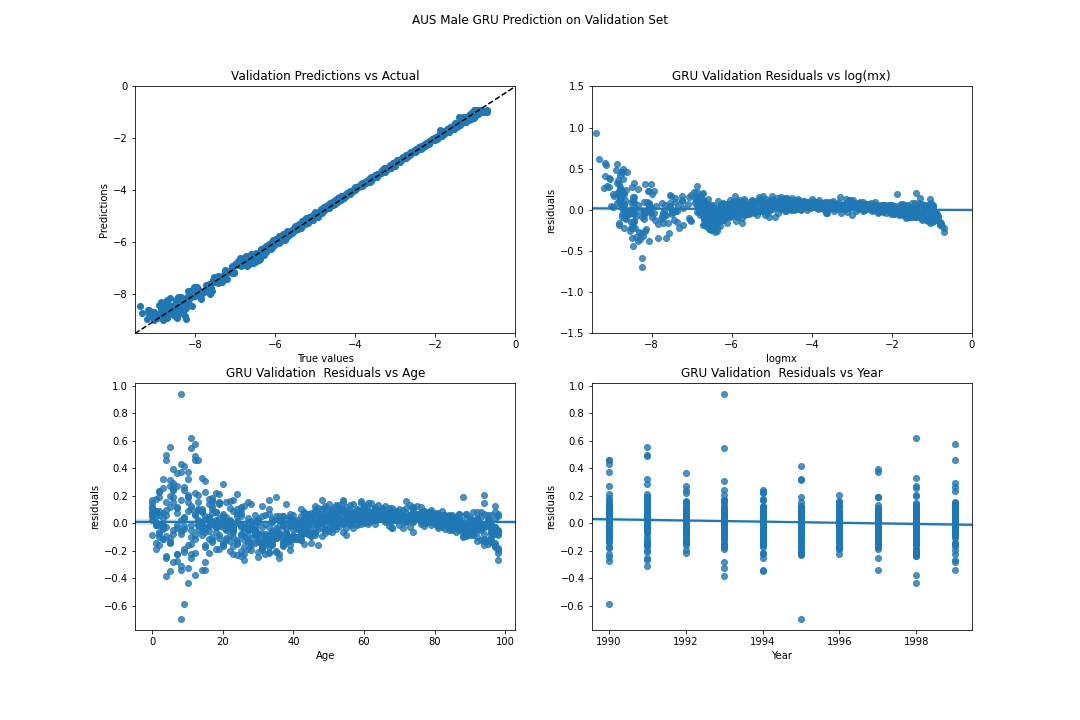 AUS Male GRU Prediction on Validation Set
Validation Predictions vs Actual
0
−2
−4
−6
−8
Predictions
−8 −6 −4 −2 0
True values
GRU Validation Residuals vs log(mx)
1.5
1.0
0.5
0.0
−0.5
−1.0
−1.5
residuals
−8 −6 −4 −2 0
logmx
GRU Validation  Residuals vs Age
1.0
0.8
0.6
0.4
0.2
0.0
−0.2
−0.4
−0.6
residuals
0 20 40 60 80 100
Age
GRU Validation  Residuals vs Year
1.0
0.8
0.6
0.4
0.2
0.0
−0.2
−0.4
−0.6
residuals
1990 1992 1994 1996 1998
Year